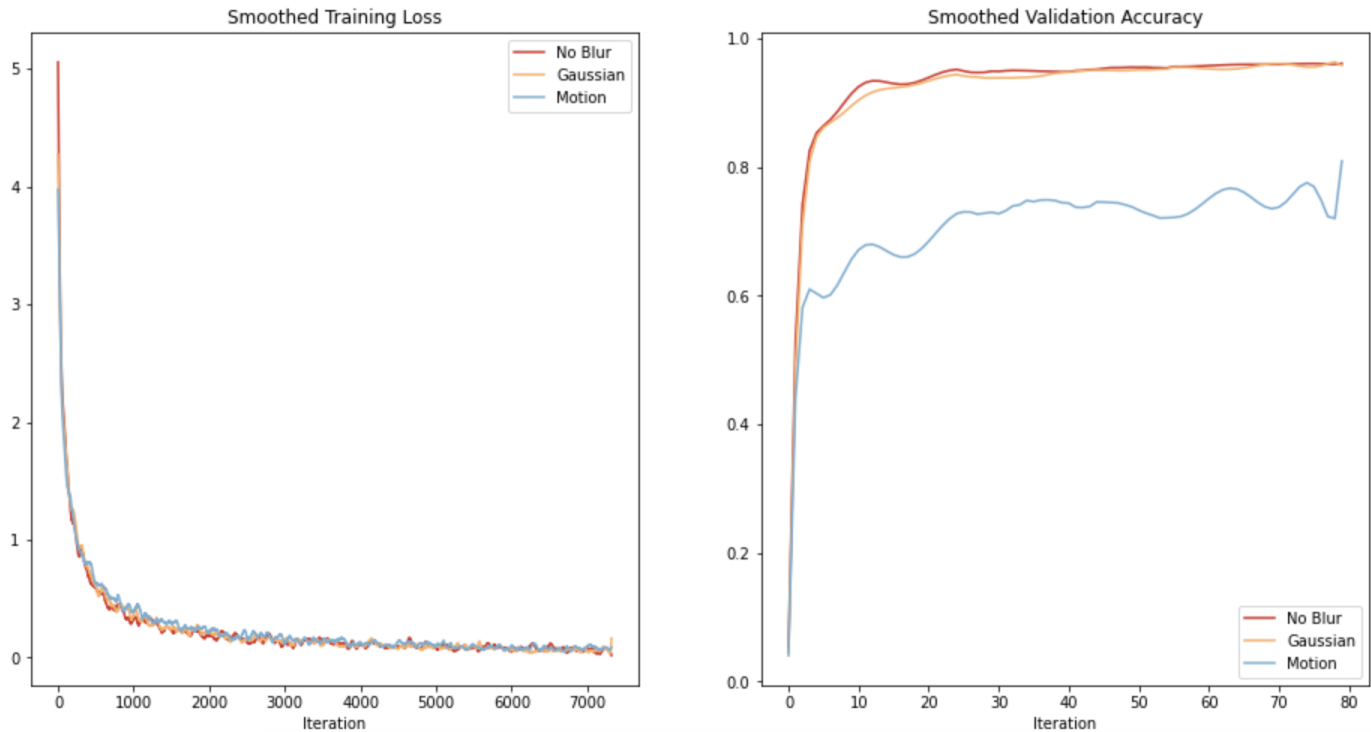 Smoothed Training Loss
5
4
3
2
1
0
0 1000 2000 3000 4000 5000 6000 7000
Iteration
No Blur
Gaussian
Motion
Smoothed Validation Accuracy
1.0
0.8
0.6
0.4
0.2
0.0
0 10 20 30 40 50 60 70 80
Iteration
No Blur
Gaussian
Motion